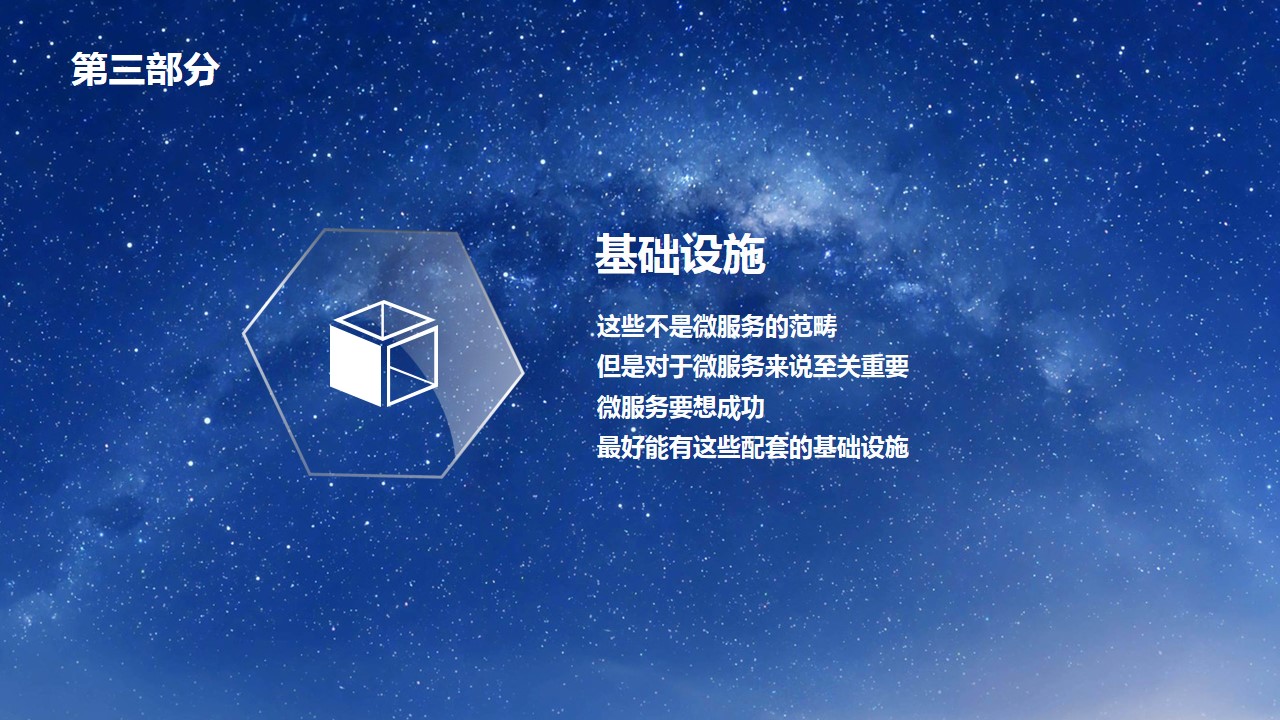 第三部分
基础设施
这些不是微服务的范畴
但是对于微服务来说至关重要
微服务要想成功
最好能有这些配套的基础设施